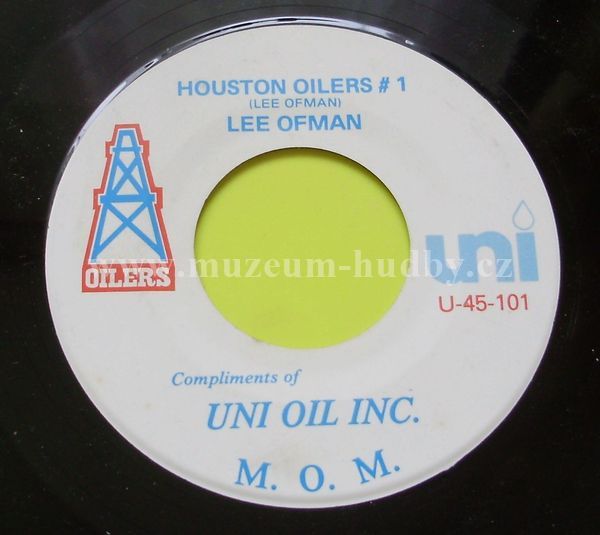 HOUSTON OILERS # 1
(LEE OFMAN)
LEE OFMAN
OILERS
uni
U-45-101
www.muzeum-hudby.cz
Compliments of
UNI OIL INC.
M. O. M.